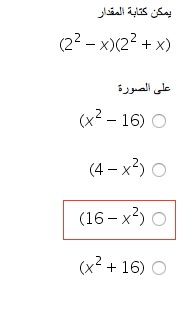 يمكن كتابة المقدار
(2² − x)(2² + x)
على الصورة
(x² − 16)
(4 − x²)
(16 − x²)
(x² + 16)